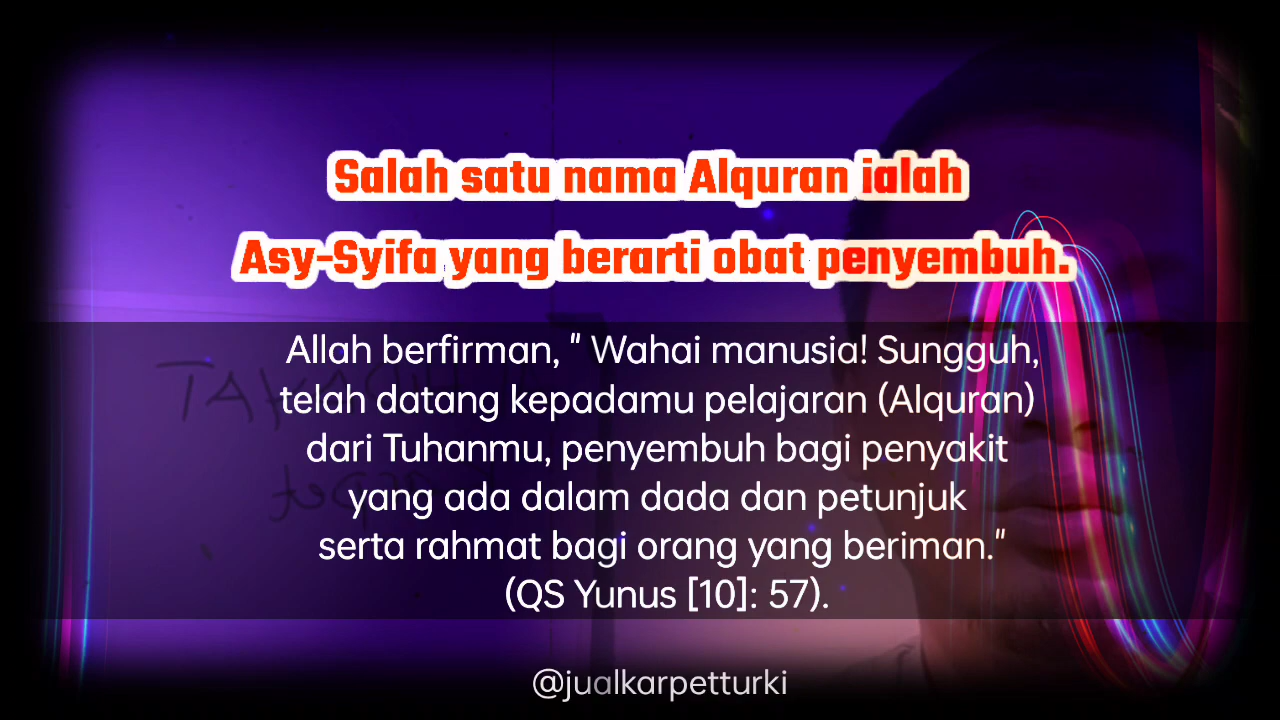 Salah satu nama Alquran ialah
Asy-Syifa yang berarti obat penyembuh.
Allah berfirman, " Wahai manusia! Sungguh,
telah datang kepadamu pelajaran (Alquran)
dari Tuhanmu, penyembuh bagi penyakit
yang ada dalam dada dan petunjuk
serta rahmat bagi orang yang beriman."
(QS Yunus [10]: 57).
@jualkarpetturki